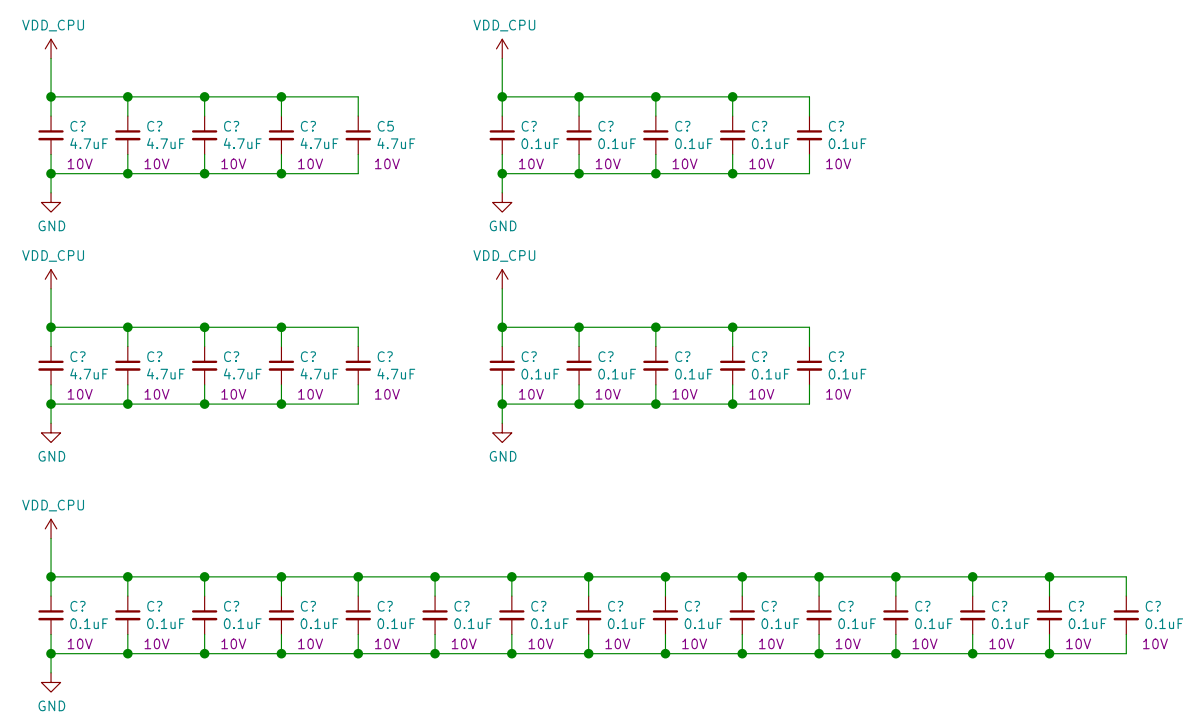 VDD_CPU
C? C? C? C? C5
4.7uF 4.7uF 4.7uF 4.7uF 4.7uF
10V 10V 10V 10V 10V
GND
VDD_CPU
C? C? C? C? C?
0.1uF 0.1uF 0.1uF 0.1uF 0.1uF
10V 10V 10V 10V 10V
GND
VDD_CPU
C? C? C? C? C?
4.7uF 4.7uF 4.7uF 4.7uF 4.7uF
10V 10V 10V 10V 10V
GND
VDD_CPU
C? C? C? C? C?
0.1uF 0.1uF 0.1uF 0.1uF 0.1uF
10V 10V 10V 10V 10V
GND
VDD_CPU
C? C? C? C? C? C? C? C? C? C? C? C? C? C? C?
0.1uF 0.1uF 0.1uF 0.1uF 0.1uF 0.1uF 0.1uF 0.1uF 0.1uF 0.1uF 0.1uF 0.1uF 0.1uF 0.1uF 0.1uF
10V 10V 10V 10V 10V 10V 10V 10V 10V 10V 10V 10V 10V 10V 10V
GND